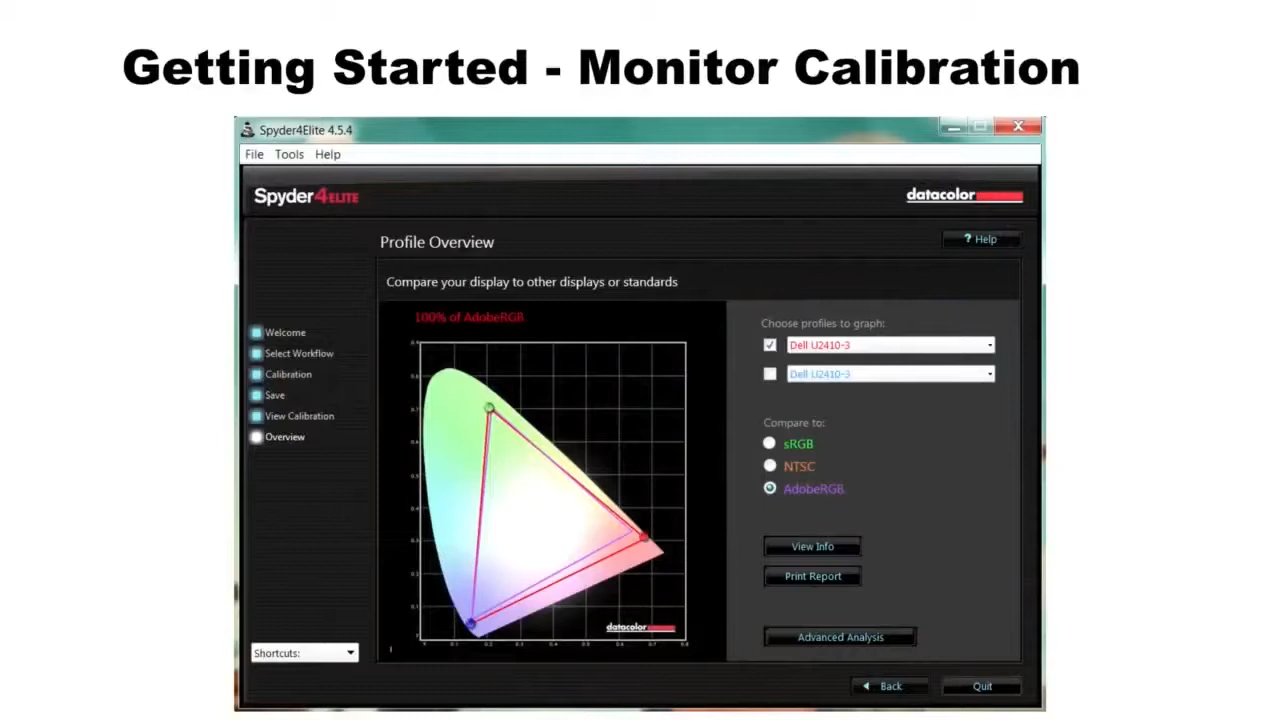 Getting Started - Monitor Calibration
Spyder4Elite 4.5.4
File Tools Help
Spyder4ELITE
datacolor
Profile Overview
? Help
Compare your display to other displays or standards
100% of AdobeRGB
Choose profiles to graph:
Dell U2410-3
Dell U2410-3
Welcome
Select Workflow
Calibration
Save
View Calibration
Overview
Compare to:
sRGB
NTSC
AdobeRGB
View Info
Print Report
datacolor
Advanced Analysis
Shortcuts:
Back
Quit